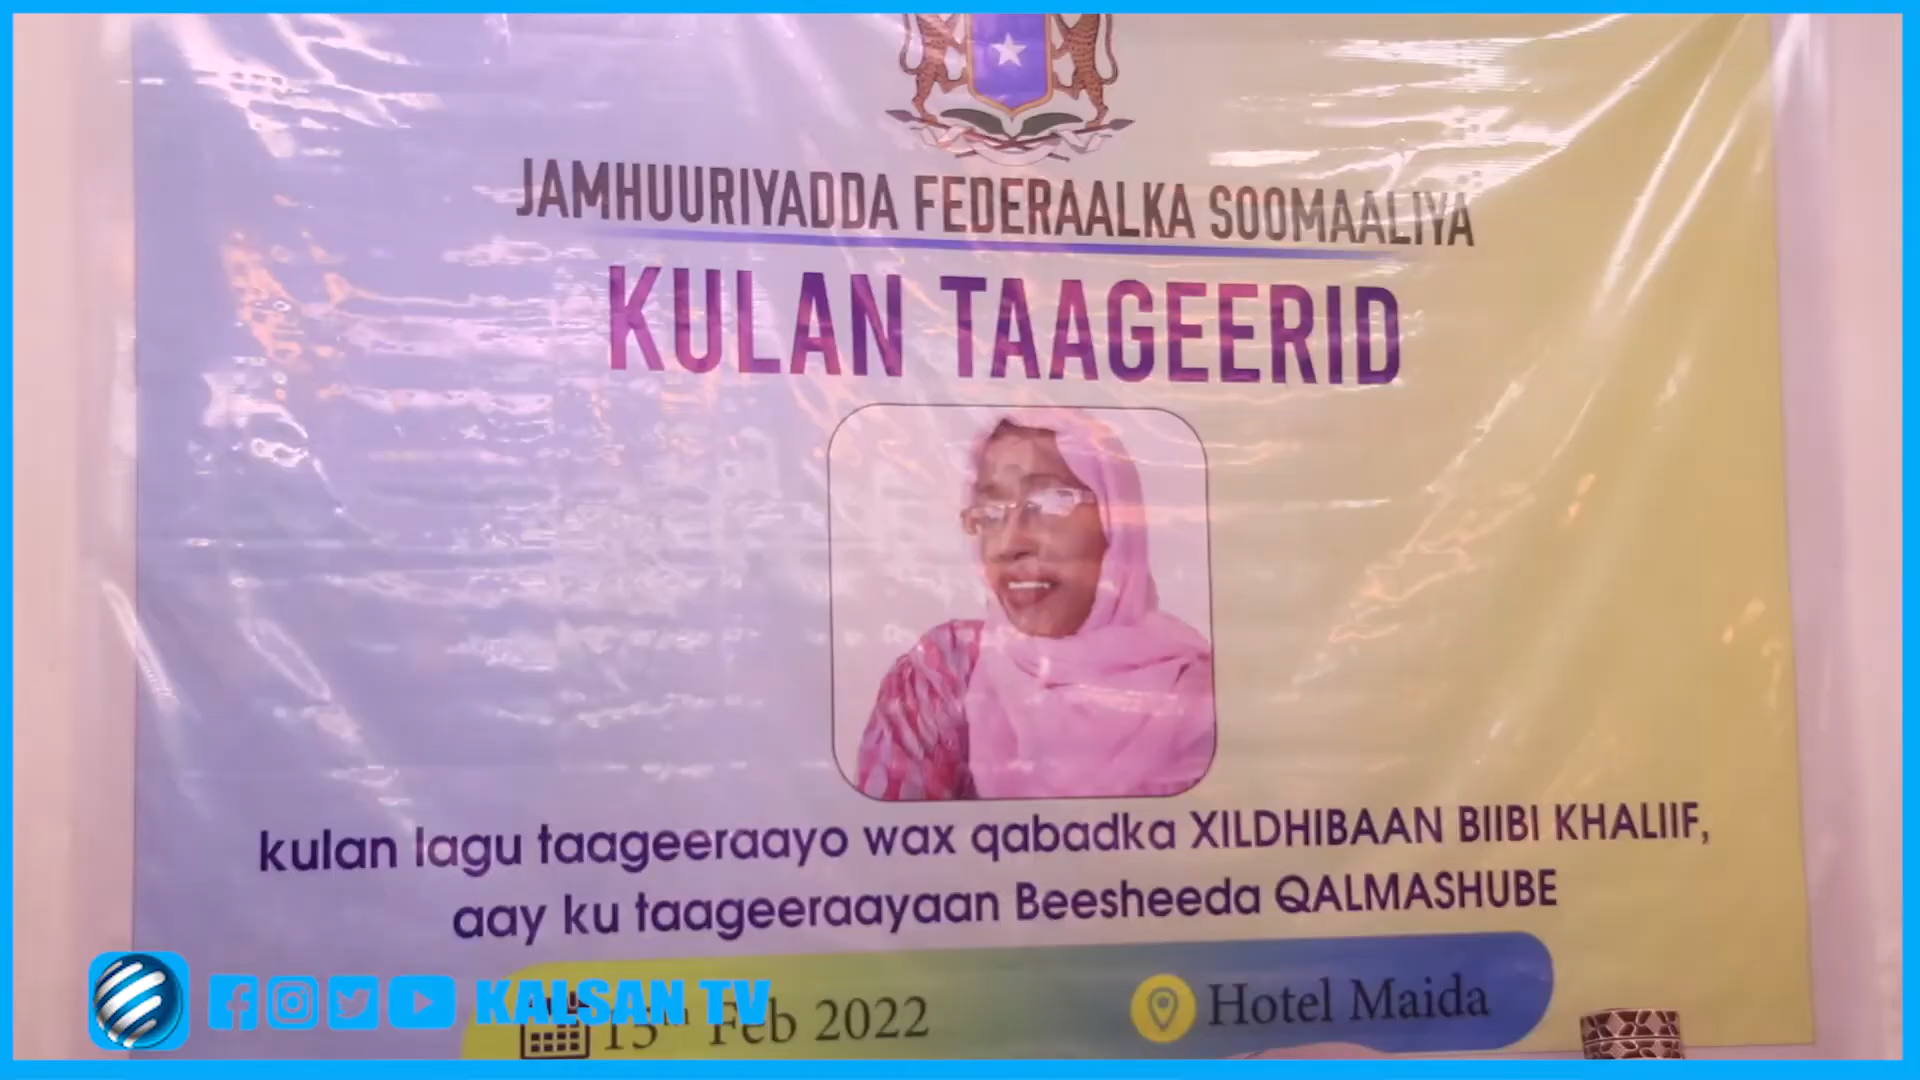 JAMHUURIYADDA FEDERAALKA SOOMAALIYA
KULAN TAAGEERID
kulan lagu taageeraayo wax qabadka XILDHIBAAN BIIBI KHALIIF,
aay ku taageeraayaan Beesheeda QALMASHUBE
Feb 2022
Hotel Maida
KALSAN TV